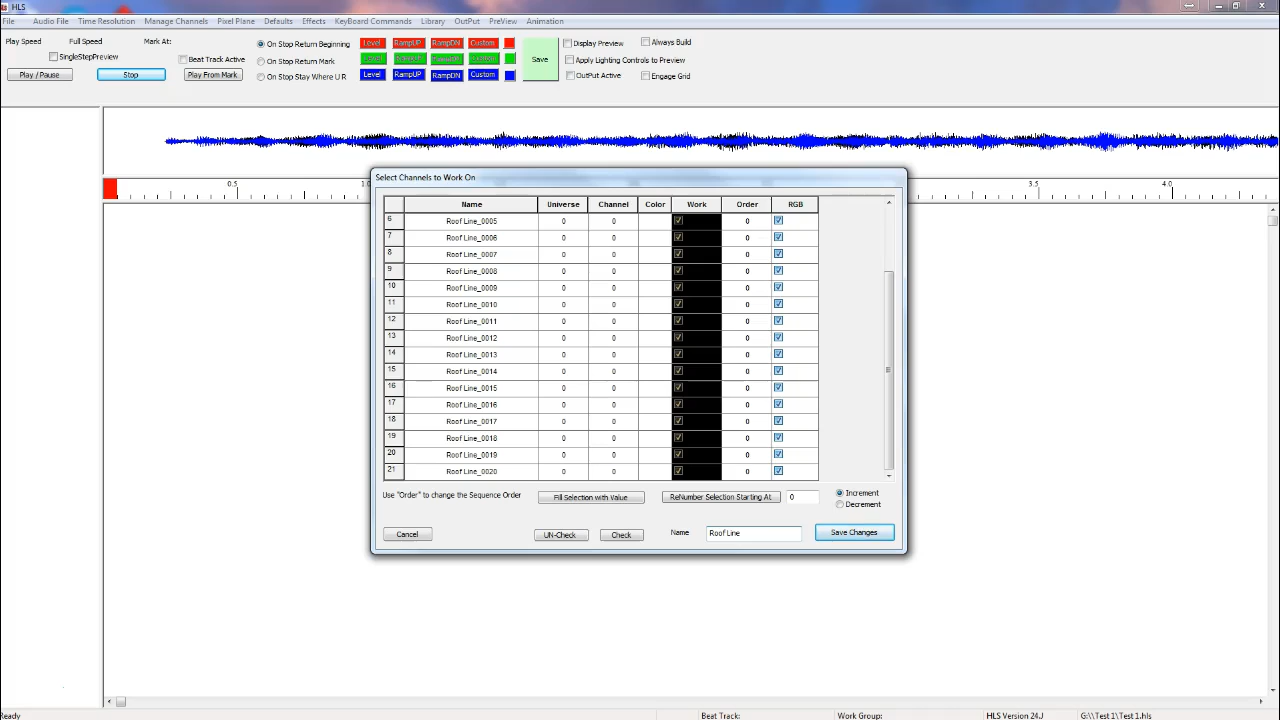 HLS
File Audio File Time Resolution Manage Channels Pixel Plane Defaults Effects KeyBoard Commands Library OutPut PreView Animation
Play Speed Full Speed Mark At: On Stop Return Beginning Level RampUP RampDN Custom Display Preview Always Build
SingleStepPreview Beat Track Active On Stop Return Mark Save Apply Lighting Controls to Preview
Play / Pause Stop Play From Mark On Stop Stay Where U R Level RampUP RampDN Custom OutPut Active Engage Grid
Select Channels to Work On
0.5 1.0 3.5 4.0
Name Universe Channel Color Work Order RGB
6 Roof Line_0005 0 0 0
7 Roof Line_0006 0 0 0
8 Roof Line_0007 0 0 0
9 Roof Line_0008 0 0 0
10 Roof Line_0009 0 0 0
11 Roof Line_0010 0 0 0
12 Roof Line_0011 0 0 0
13 Roof Line_0012 0 0 0
14 Roof Line_0013 0 0 0
15 Roof Line_0014 0 0 0
16 Roof Line_0015 0 0 0
17 Roof Line_0016 0 0 0
18 Roof Line_0017 0 0 0
19 Roof Line_0018 0 0 0
20 Roof Line_0019 0 0 0
21 Roof Line_0020 0 0 0
Use "Order" to change the Sequence Order Fill Selection with Value ReNumber Selection Starting At 0 Increment
Decrement
Cancel UN-Check Check Name Roof Line Save Changes
Ready Beat Track: Work Group: HLS Version 24.J G:\\Test 1\Test 1.hls